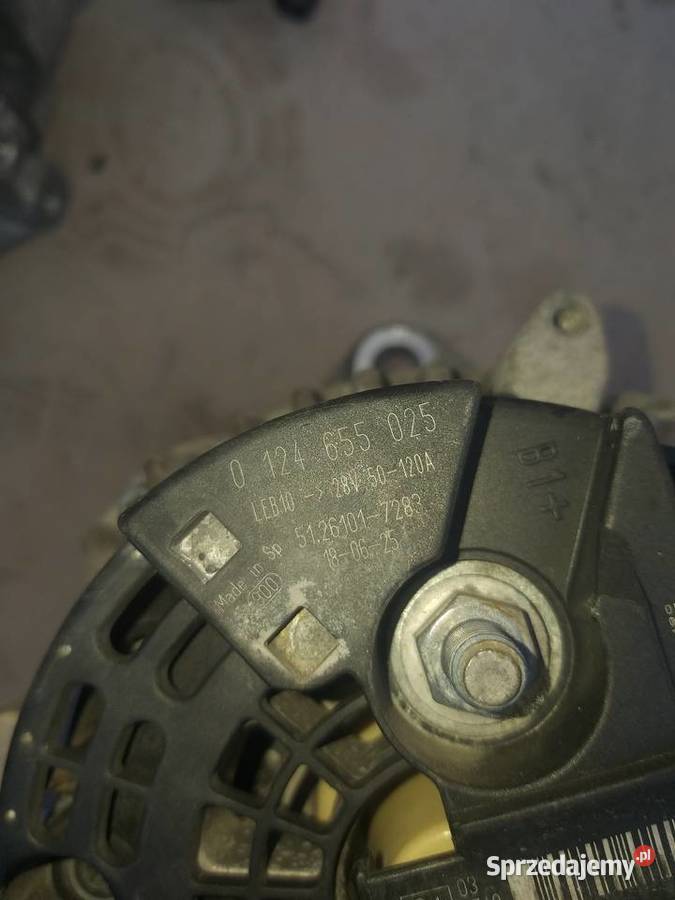 0 124 655 025
LEB10 -> 28V 50-120A
51.26101-7283
18-06-25
Made in Sp
B1+
03
Sprzedajemy.pl